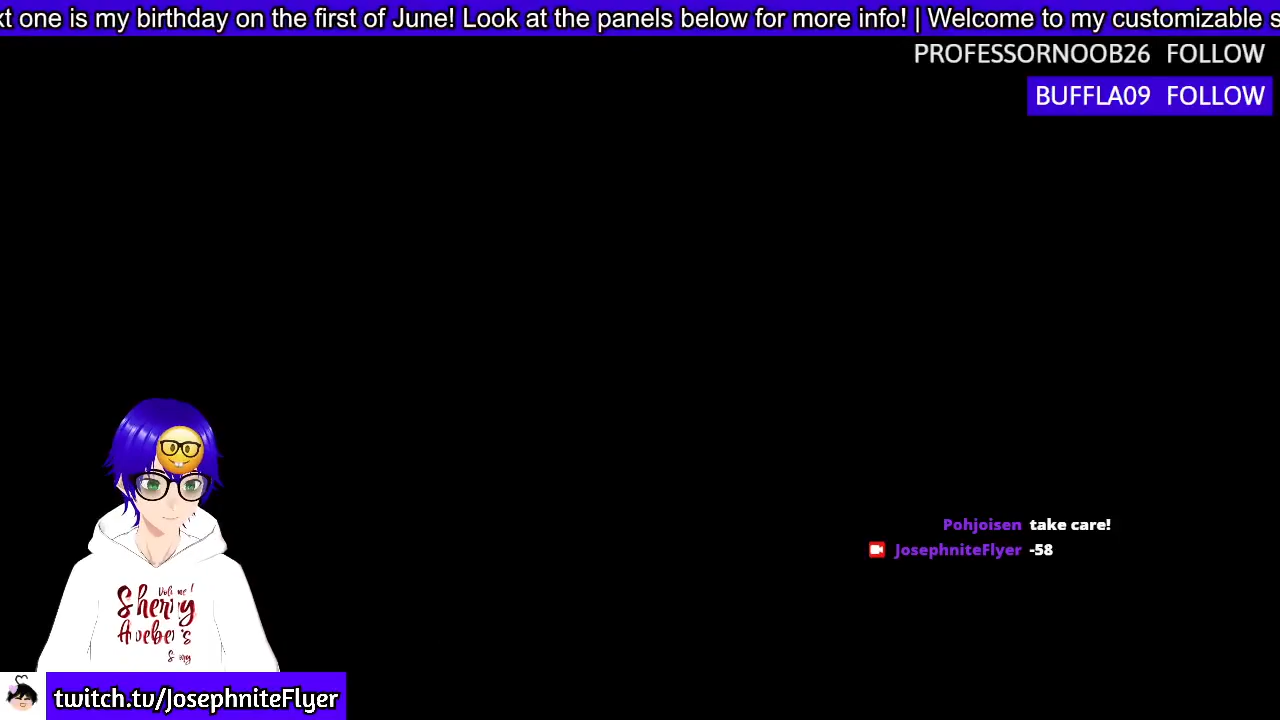 xt one is my birthday on the first of June! Look at the panels below for more info! | Welcome to my customizable s
PROFESSORNOOB26 FOLLOW
BUFFLA09 FOLLOW
Pohjoisen take care!
JosephniteFlyer -58
Sherry
twitch.tv/JosephniteFlyer